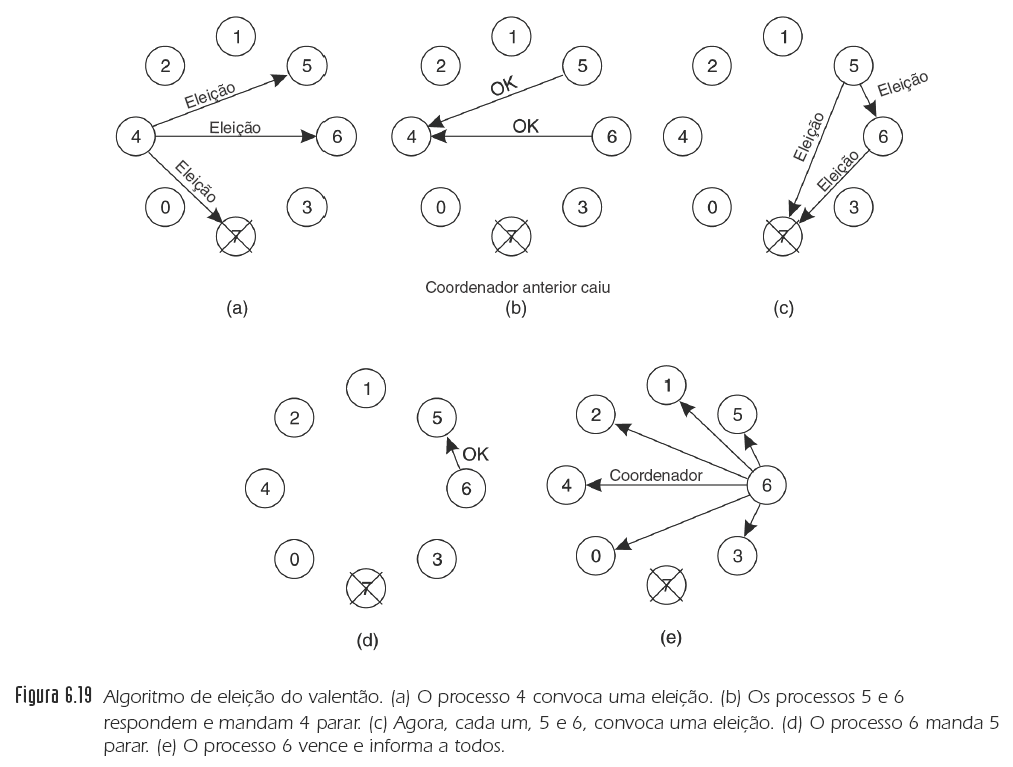 1
2
5
Eleição
4
Eleição
6
Eleição
0
3
7
(a)
1
2
5
OK
4
OK
6
0
3
7
Coordenador anterior caiu
(b)
1
2
5
Eleição
4
Eleição
6
Eleição
0
3
7
(c)
1
2
5
OK
4
6
0
3
7
(d)
1
2
5
Coordenador
4
6
0
3
7
(e)
Figura 6.19 Algoritmo de eleição do valentão. (a) O processo 4 convoca uma eleição. (b) Os processos 5 e 6
respondem e mandam 4 parar. (c) Agora, cada um, 5 e 6, convoca uma eleição. (d) O processo 6 manda 5
parar. (e) O processo 6 vence e informa a todos.